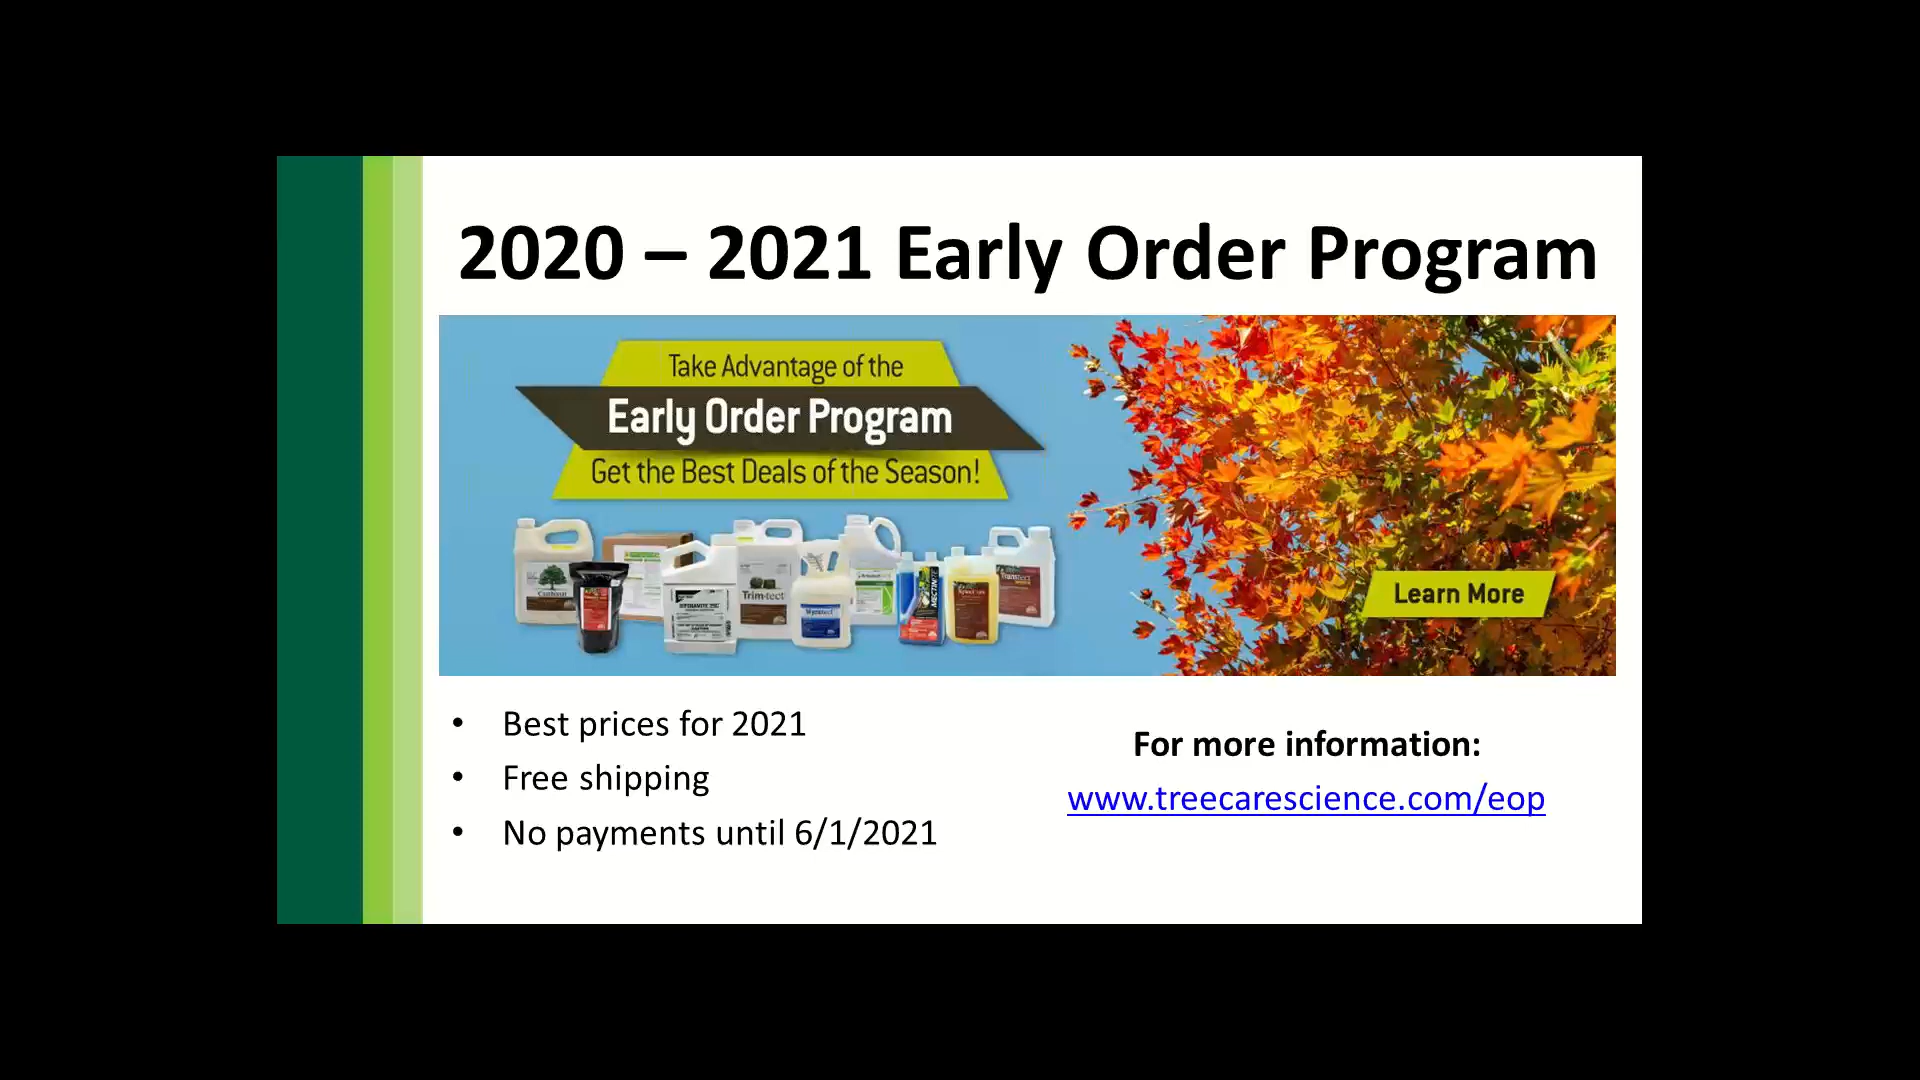 2020 – 2021 Early Order Program
Take Advantage of the
Early Order Program
Get the Best Deals of the Season!
Trim-tect
Learn More
• Best prices for 2021
• Free shipping
• No payments until 6/1/2021
For more information:
www.treecarescience.com/eop